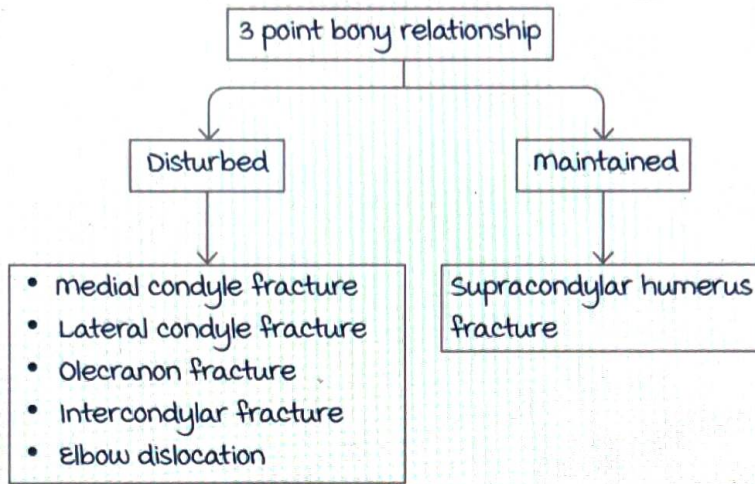 3 point bony relationship
Disturbed
maintained
• medial condyle fracture
• Lateral condyle fracture
• Olecranon fracture
• Intercondylar fracture
• Elbow dislocation
Supracondylar humerus
fracture